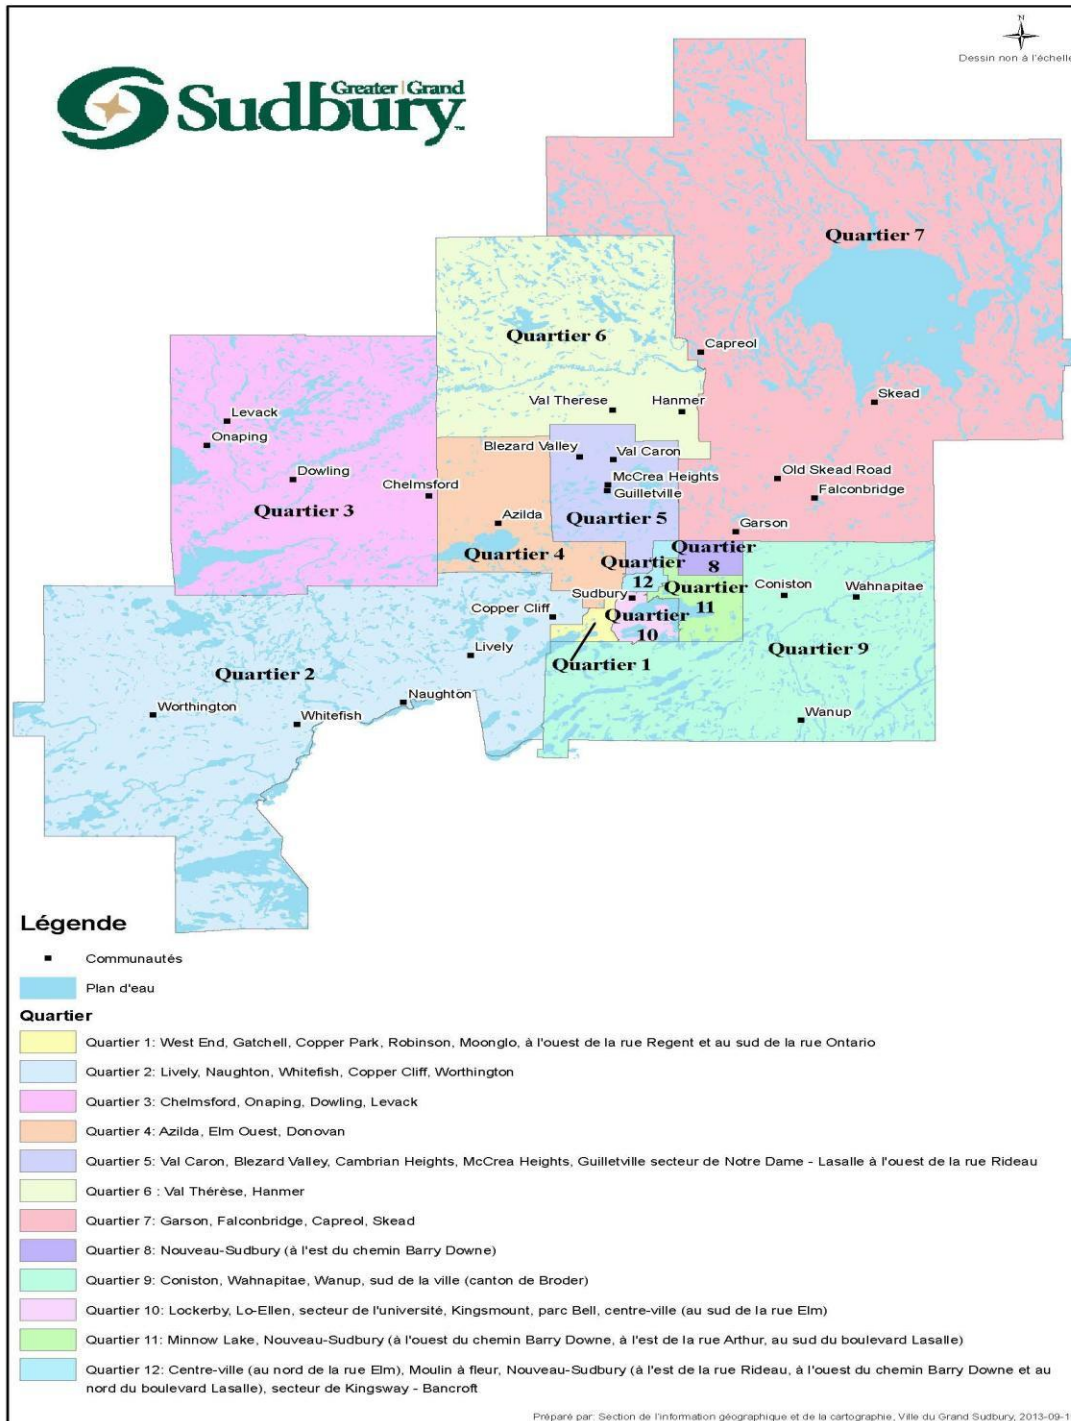 N
Dessin non à l'échelle
Greater | Grand
Sudbury
Quartier 7
Quartier 6
Capreol
Skead
Val Therese
Hanmer
Levack
Onaping
Blezard Valley
Val Caron
Dowling
McCrea Heights
Old Skead Road
Chelmsford
Guilletville
Falconbridge
Quartier 3
Azilda
Quartier 5
Garson
Quartier 4
Quartier
8
Quartier
12
Sudbury
Quartier
11
Coniston
Wahnapitae
Copper Cliff
Quartier
10
Lively
Quartier 1
Quartier 9
Quartier 2
Naughton
Worthington
Whitefish
Wanup
Légende
Communautés
Plan d'eau
Quartier
Quartier 1: West End, Gatchell, Copper Park, Robinson, Moonglo, à l'ouest de la rue Regent et au sud de la rue Ontario
Quartier 2: Lively, Naughton, Whitefish, Copper Cliff, Worthington
Quartier 3: Chelmsford, Onaping, Dowling, Levack
Quartier 4: Azilda, Elm Ouest, Donovan
Quartier 5: Val Caron, Blezard Valley, Cambrian Heights, McCrea Heights, Guilletville secteur de Notre Dame - Lasalle à l'ouest de la rue Rideau
Quartier 6 : Val Thérèse, Hanmer
Quartier 7: Garson, Falconbridge, Capreol, Skead
Quartier 8: Nouveau-Sudbury (à l'est du chemin Barry Downe)
Quartier 9: Coniston, Wahnapitae, Wanup, sud de la ville (canton de Broder)
Quartier 10: Lockerby, Lo-Ellen, secteur de l'université, Kingsmount, parc Bell, centre-ville (au sud de la rue Elm)
Quartier 11: Minnow Lake, Nouveau-Sudbury (à l'ouest du chemin Barry Downe, à l'est de la rue Arthur, au sud du boulevard Lasalle)
Quartier 12: Centre-ville (au nord de la rue Elm), Moulin à fleur, Nouveau-Sudbury (à l'est de la rue Rideau, à l'ouest du chemin Barry Downe et au
nord du boulevard Lasalle), secteur de Kingsway - Bancroft
Préparé par: Section de l'information géographique et de la cartographie, Ville du Grand Sudbury, 2013-09-1